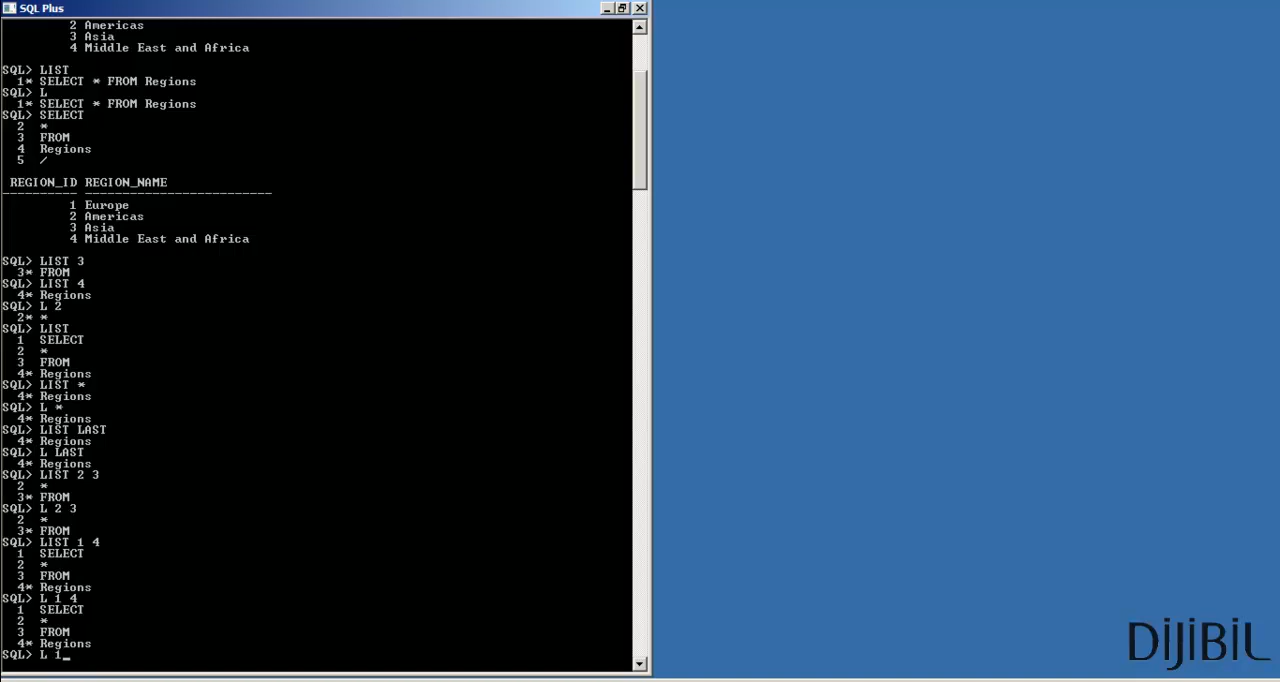 SQL Plus
2 Americas
3 Asia
4 Middle East and Africa
SQL> LIST
1* SELECT * FROM Regions
SQL> L
1* SELECT * FROM Regions
SQL> SELECT
2 *
3 FROM
4 Regions
5 /
REGION_ID REGION_NAME
---------- -------------------------
1 Europe
2 Americas
3 Asia
4 Middle East and Africa
SQL> LIST 3
3* FROM
SQL> LIST 4
4* Regions
SQL> L 2
2* *
SQL> LIST
1 SELECT
2 *
3 FROM
4* Regions
SQL> LIST *
4* Regions
SQL> L *
4* Regions
SQL> LIST LAST
4* Regions
SQL> L LAST
4* Regions
SQL> LIST 2 3
2 *
3* FROM
SQL> L 2 3
2 *
3* FROM
SQL> LIST 1 4
1 SELECT
2 *
3 FROM
4* Regions
SQL> L 1 4
1 SELECT
2 *
3 FROM
4* Regions
SQL> L 1_
DiJiBiL